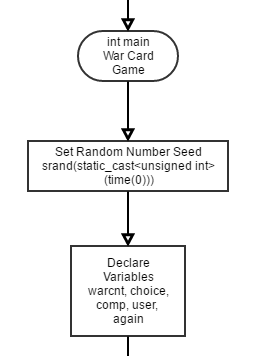 int main
War Card
Game
Set Random Number Seed
srand(static_cast<unsigned int>
(time(0)))
Declare
Variables
warcnt, choice,
comp, user,
again